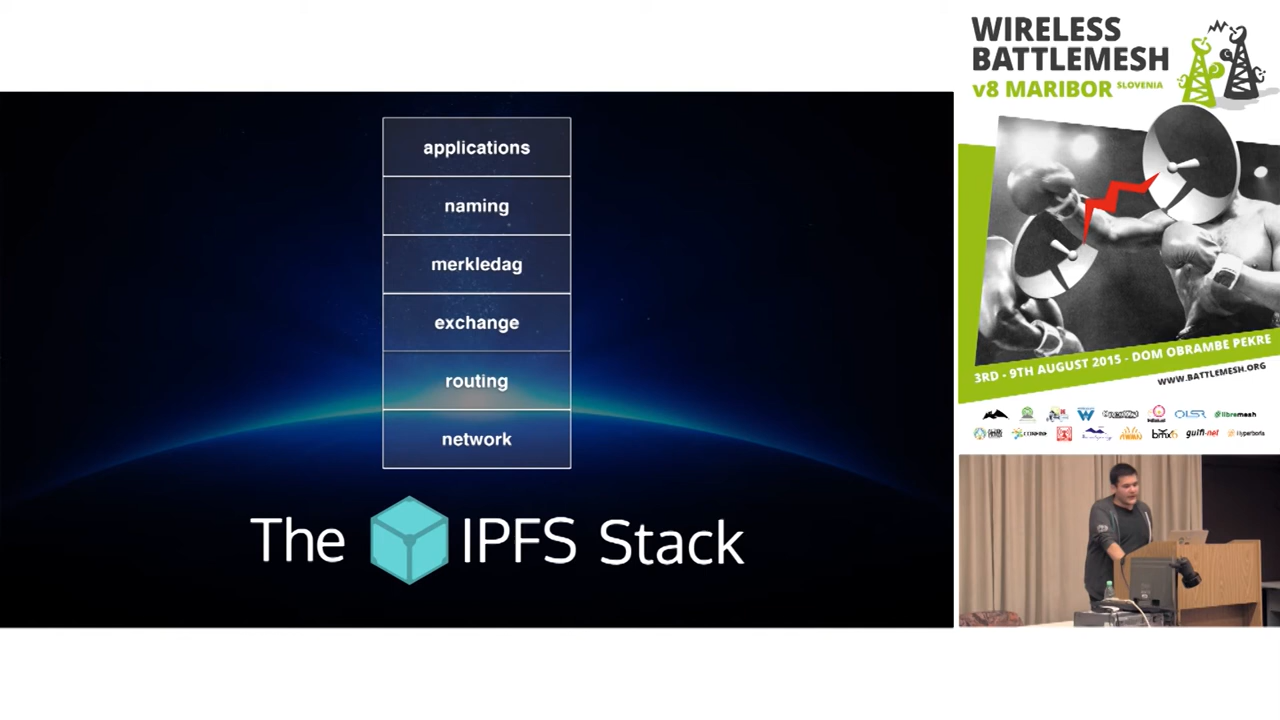 applications
naming
merkledag
exchange
routing
network
The IPFS Stack
WIRELESS
BATTLEMESH
v8 MARIBOR SLOVENIA
3RD - 9TH AUGUST 2015 - DOM OBRAMBE PEKRE
WWW.BATTLEMESH.ORG
OLSR
libremesh
guifi·net
Hyperboria